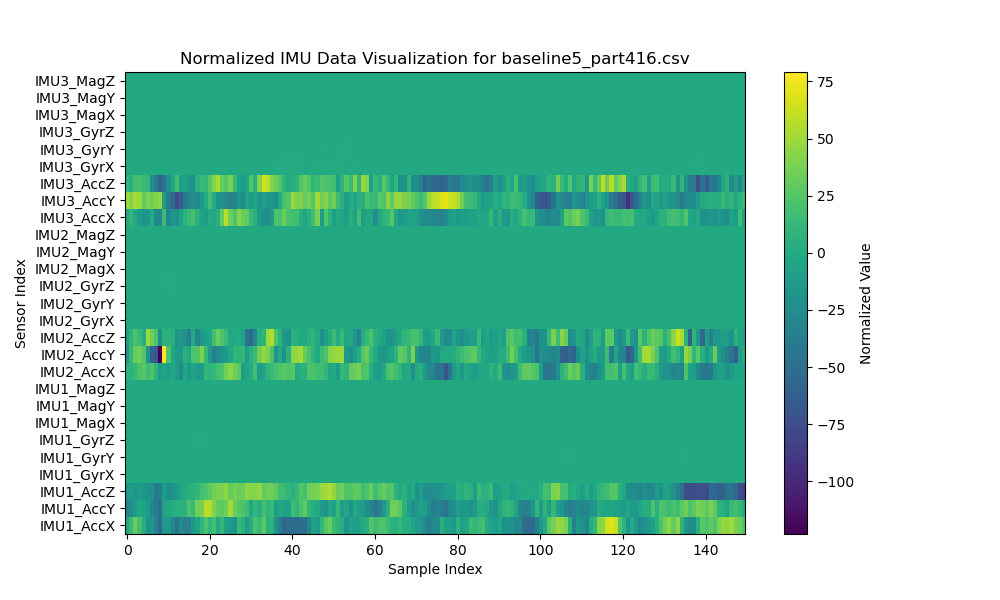 Normalized IMU Data Visualization for baseline5_part416.csv
IMU3_MagZ
IMU3_MagY
IMU3_MagX
IMU3_GyrZ
IMU3_GyrY
IMU3_GyrX
IMU3_AccZ
IMU3_AccY
IMU3_AccX
IMU2_MagZ
IMU2_MagY
IMU2_MagX
IMU2_GyrZ
IMU2_GyrY
IMU2_GyrX
IMU2_AccZ
IMU2_AccY
IMU2_AccX
IMU1_MagZ
IMU1_MagY
IMU1_MagX
IMU1_GyrZ
IMU1_GyrY
IMU1_GyrX
IMU1_AccZ
IMU1_AccY
IMU1_AccX
Sensor Index
0 20 40 60 80 100 120 140
Sample Index
75
50
25
0
−25
−50
−75
−100
Normalized Value